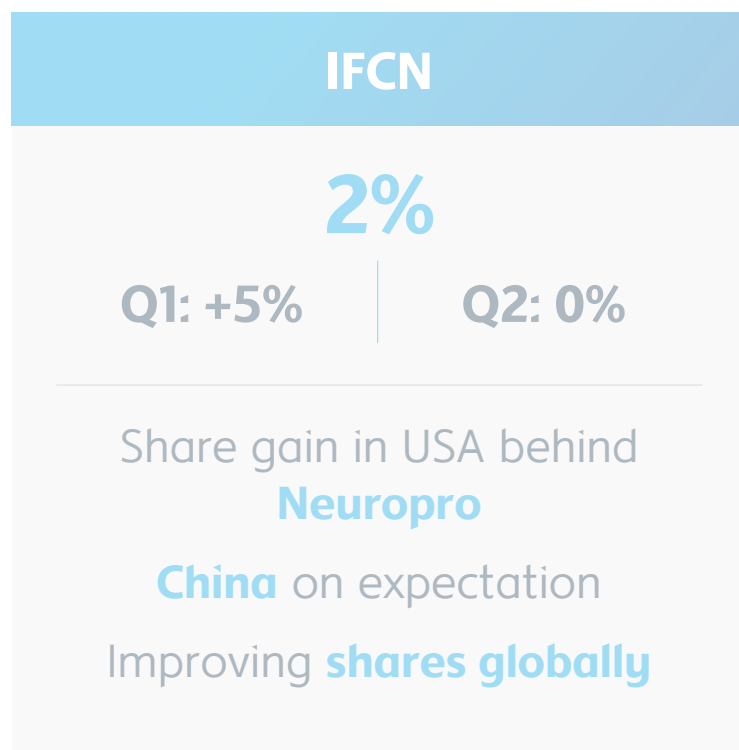 IFCN
2%
Q1: +5%
Q2: 0%
Share gain in USA behind
Neuropro
China on expectation
Improving shares globally